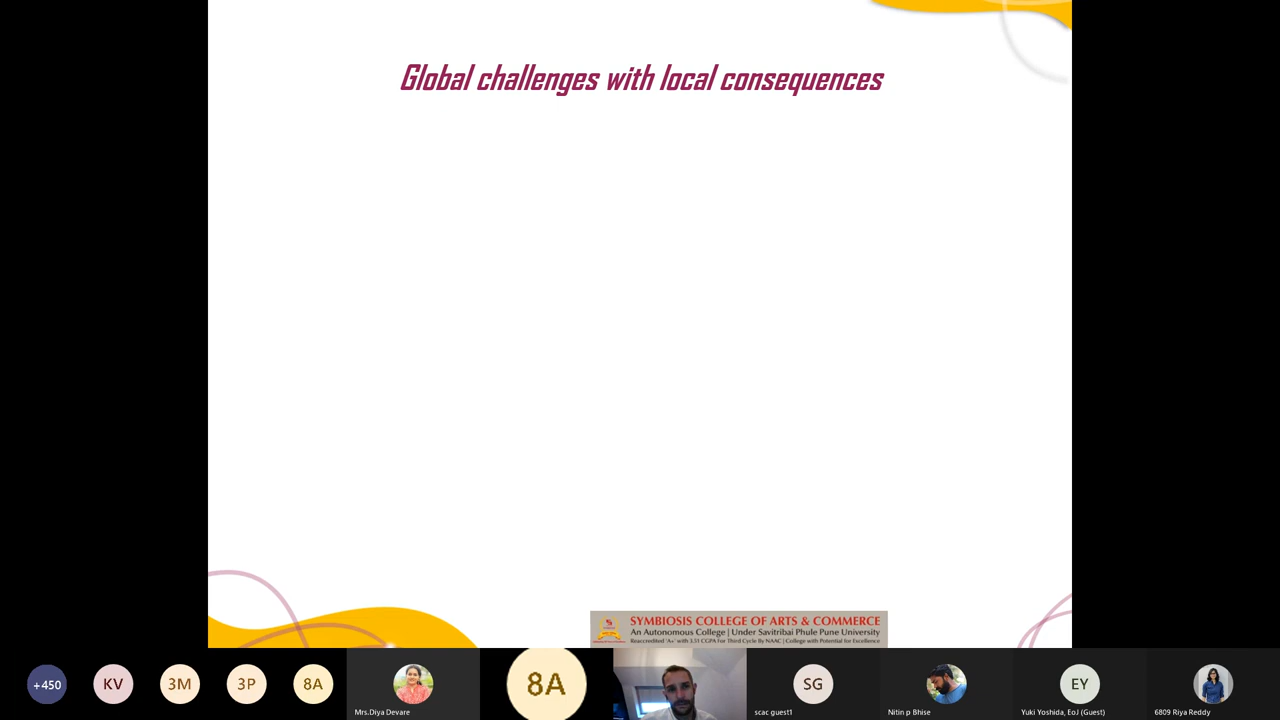 Global challenges with local consequences
SYMBIOSIS COLLEGE OF ARTS & COMMERCE
An Autonomous College | Under Savitribai Phule Pune University
Reaccredited 'A+' with 3.51 CGPA For Third Cycle By NAAC | College with Potential for Excellence
+450
KV
3M
3P
8A
Mrs.Diya Devare
8A
SG
scac guest1
Nitin p Bhise
EY
Yuki Yoshida, EoJ (Guest)
6809 Riya Reddy